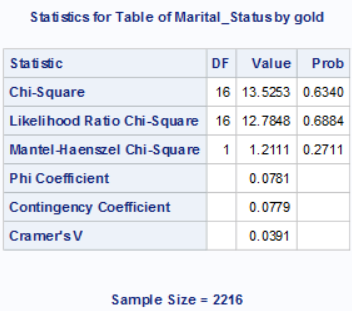 Statistics for Table of Marital_Status by gold
Statistic DF Value Prob
Chi-Square 16 13.5253 0.6340
Likelihood Ratio Chi-Square 16 12.7848 0.6884
Mantel-Haenszel Chi-Square 1 1.2111 0.2711
Phi Coefficient 0.0781
Contingency Coefficient 0.0779
Cramer's V 0.0391
Sample Size = 2216